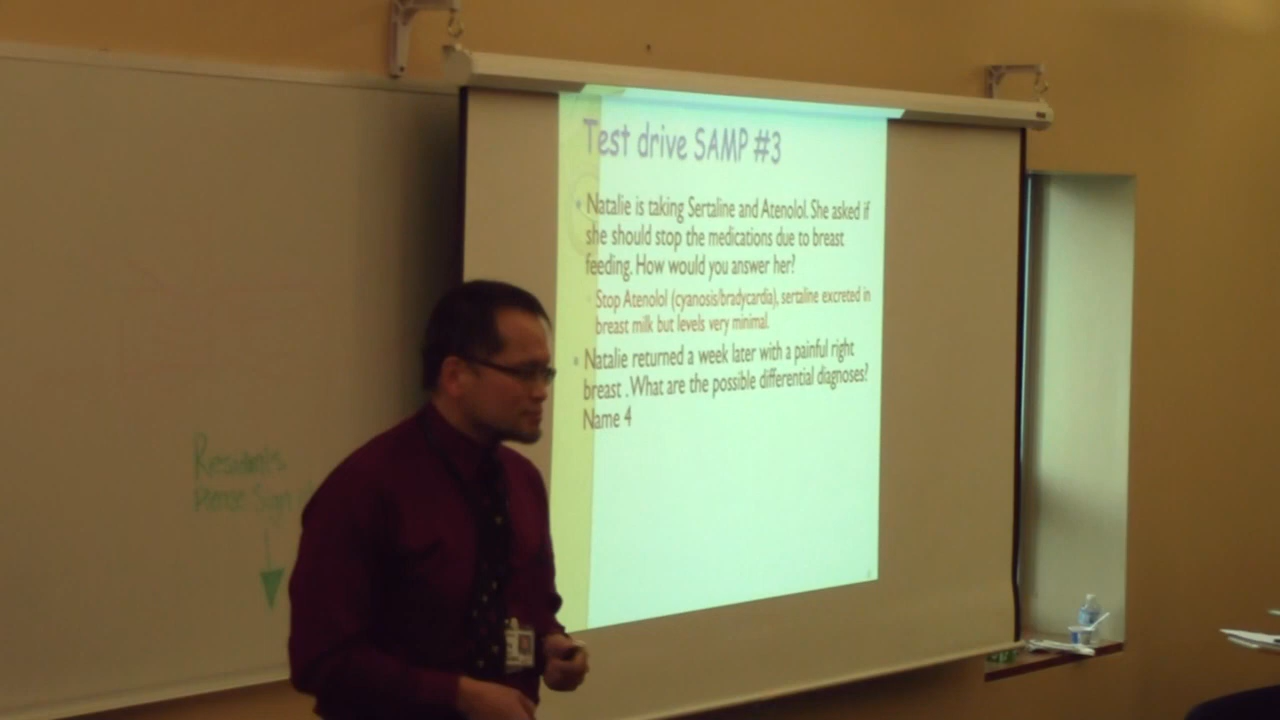 Test drive SAMP #3
Natalie is taking Sertaline and Atenolol. She asked if
she should stop the medications due to breast
feeding. How would you answer her?
Stop Atenolol (cyanosis/bradycardia), sertaline excreted in
breast milk but levels very minimal.
Natalie returned a week later with a painful right
breast . What are the possible differential diagnoses?
Name 4
Residents
Please Sign